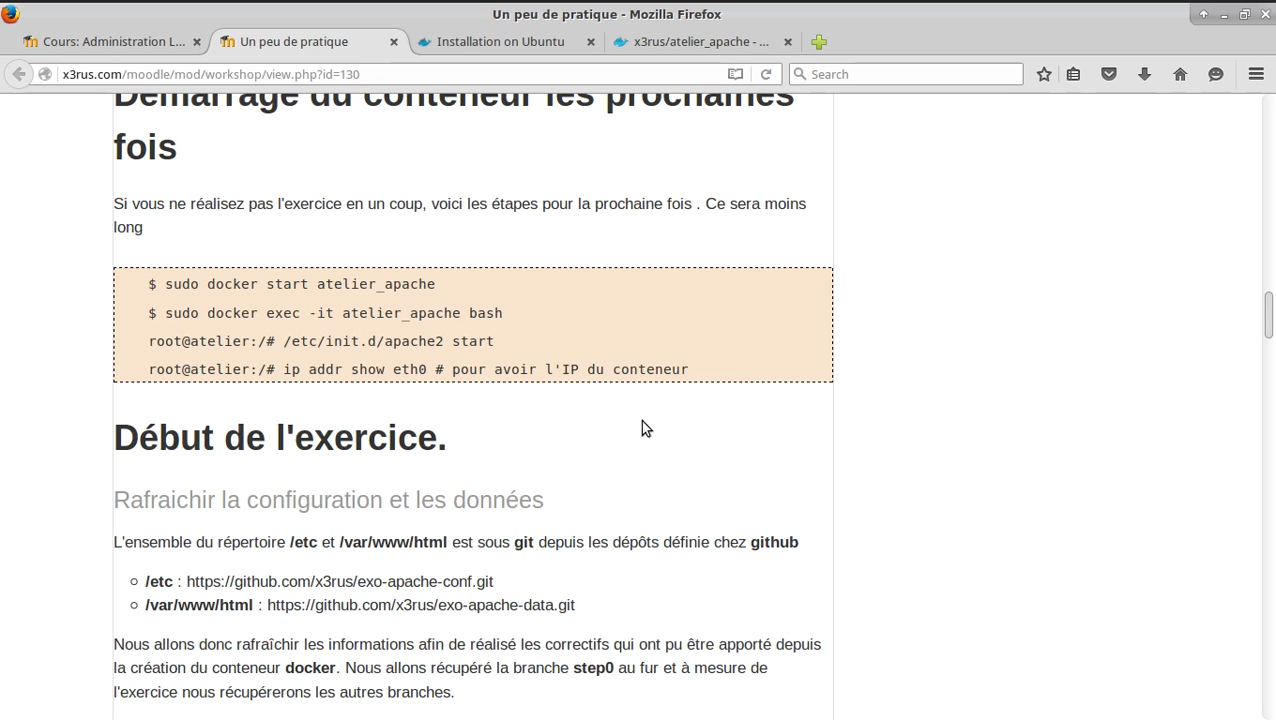 Un peu de pratique - Mozilla Firefox
Cours: Administration L...
Un peu de pratique
Installation on Ubuntu
x3rus/atelier_apache - ...
x3rus.com/moodle/mod/workshop/view.php?id=130
Search
Démarrage du conteneur les prochaines
fois
Si vous ne réalisez pas l'exercice en un coup, voici les étapes pour la prochaine fois . Ce sera moins
long
$ sudo docker start atelier_apache
$ sudo docker exec -it atelier_apache bash
root@atelier:/# /etc/init.d/apache2 start
root@atelier:/# ip addr show eth0 # pour avoir l'IP du conteneur
Début de l'exercice.
Rafraichir la configuration et les données
L'ensemble du répertoire /etc et /var/www/html est sous git depuis les dépôts définie chez github
/etc : https://github.com/x3rus/exo-apache-conf.git
/var/www/html : https://github.com/x3rus/exo-apache-data.git
Nous allons donc rafraîchir les informations afin de réalisé les correctifs qui ont pu être apporté depuis
la création du conteneur docker. Nous allons récupéré la branche step0 au fur et à mesure de
l'exercice nous récupérerons les autres branches.